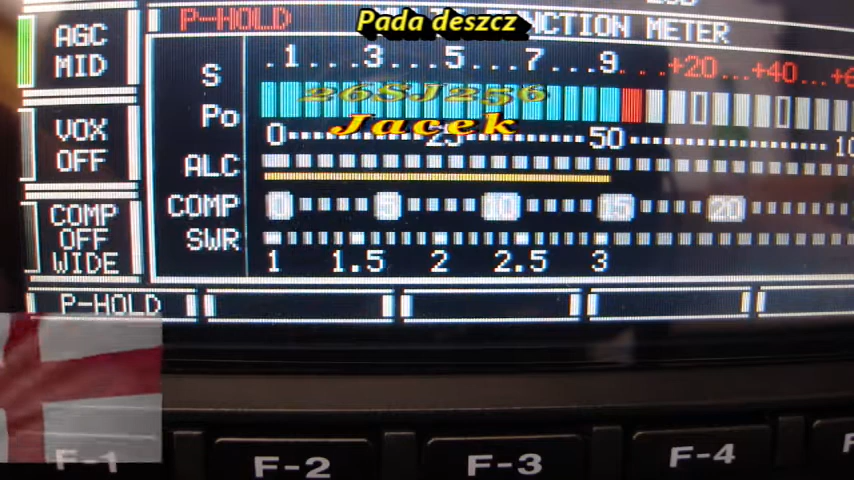 AGC
MID
P-HOLD
Pada deszcz
FUNCTION METER
S .1...3...5...7...9...+20...+40...+6
26SJ256
Po
Jacek
0 25 50 10
VOX
OFF
ALC
COMP 0 5 10 15 20
COMP
OFF
WIDE
SWR
1 1.5 2 2.5 3
P-HOLD
F-1 F-2 F-3 F-4 F